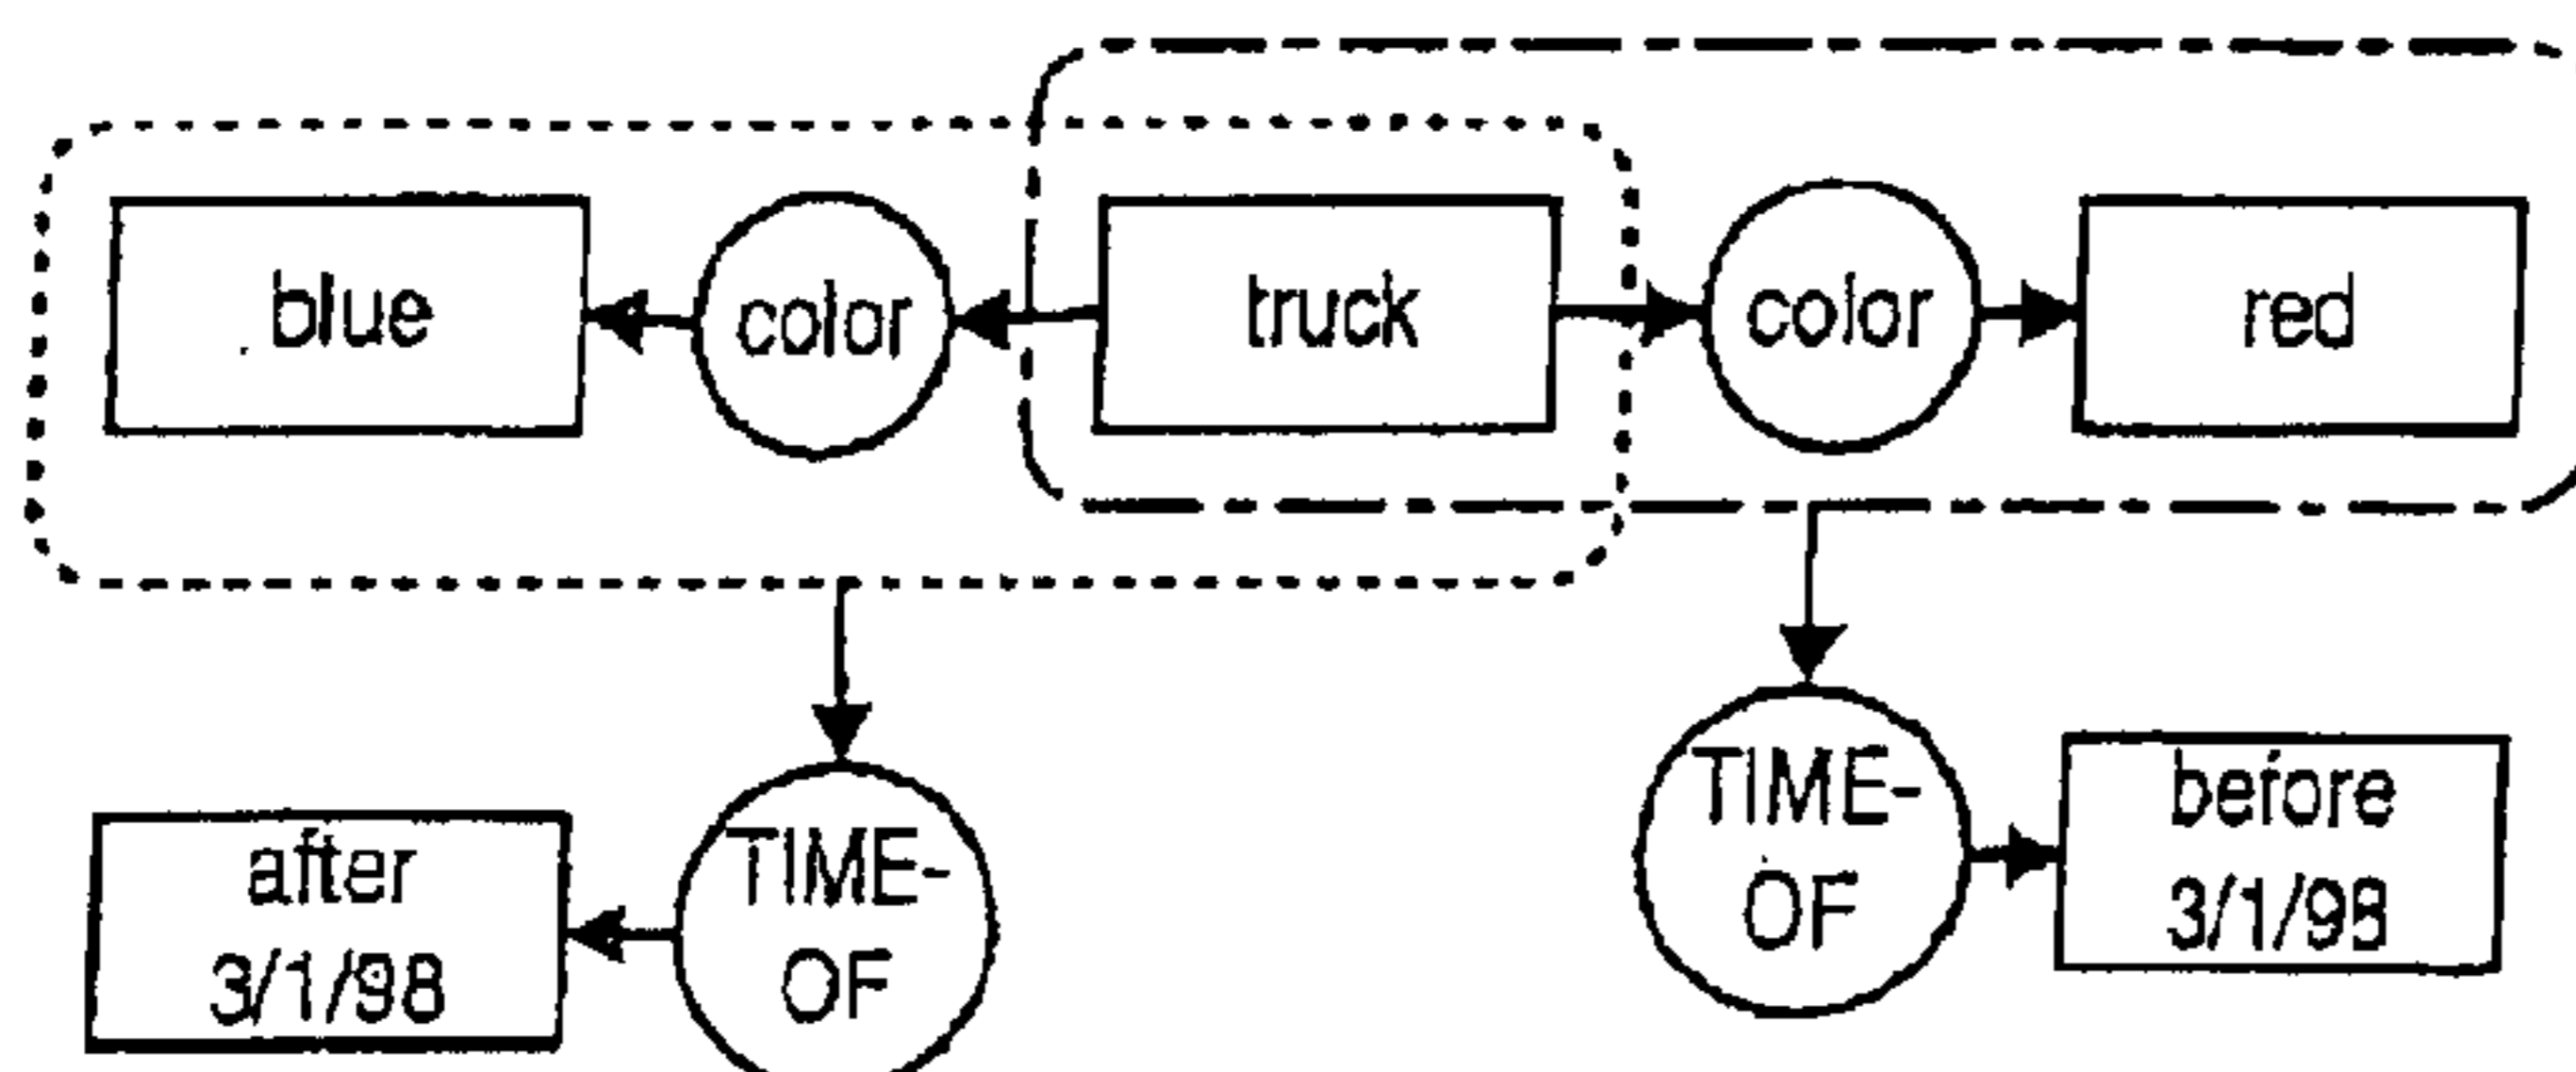 blue
color
truck
color
red
after
3/1/98
TIME-
OF
TIME-
OF
before
3/1/98